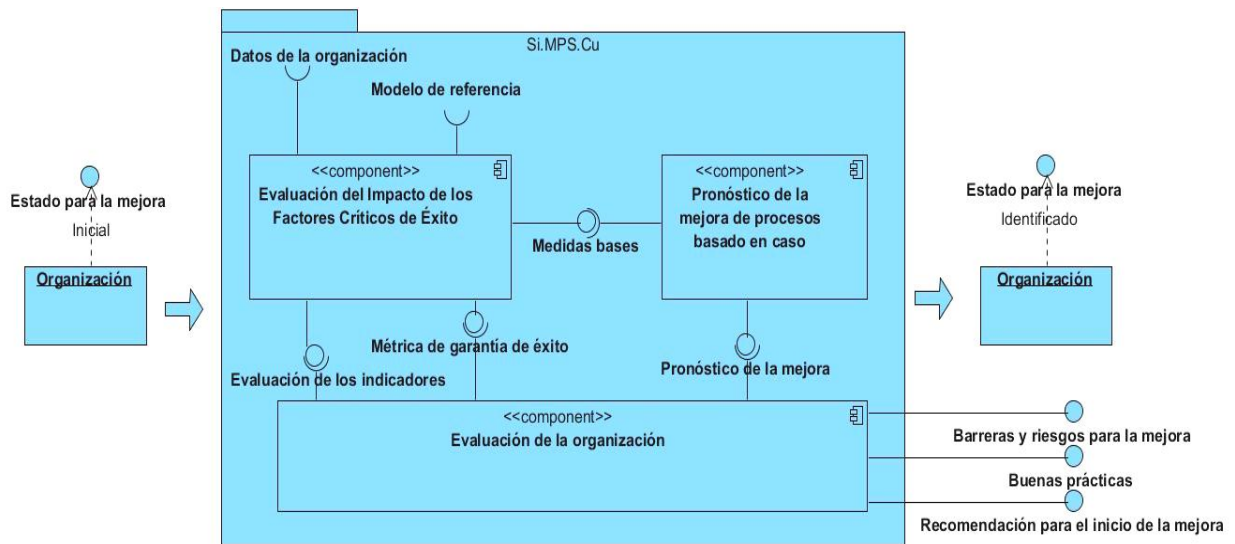 Si.MPS.Cu
Datos de la organización
Modelo de referencia
<<component>>
Evaluación del Impacto de los
Factores Críticos de Éxito
<<component>>
Pronóstico de la
mejora de procesos
basado en caso
Estado para la mejora
Inicial
Organización
Medidas bases
Estado para la mejora
Identificado
Organización
Métrica de garantía de éxito
Evaluación de los indicadores
Pronóstico de la mejora
<<component>>
Evaluación de la organización
Barreras y riesgos para la mejora
Buenas prácticas
Recomendación para el inicio de la mejora